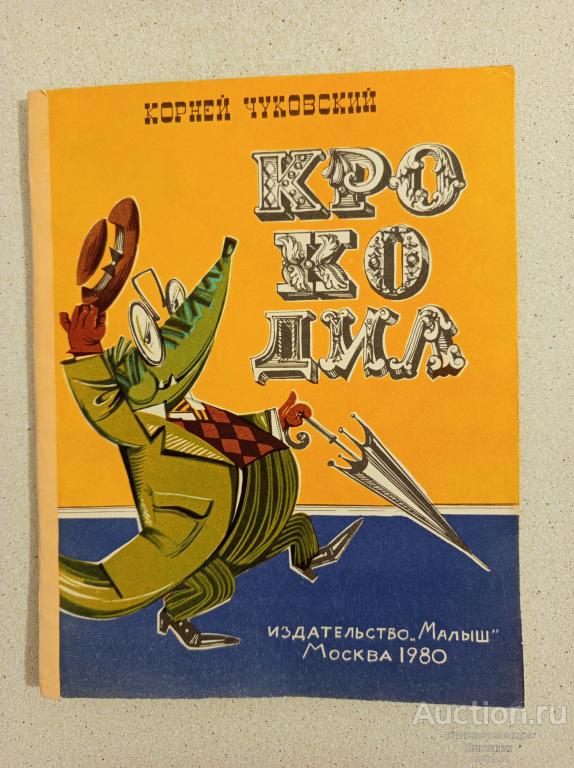 КОРНЕЙ ЧУКОВСКИЙ
КРО
КО
ДИЛ
ИЗДАТЕЛЬСТВО „МАЛЫШ"
МОСКВА 1980
Auction.ru